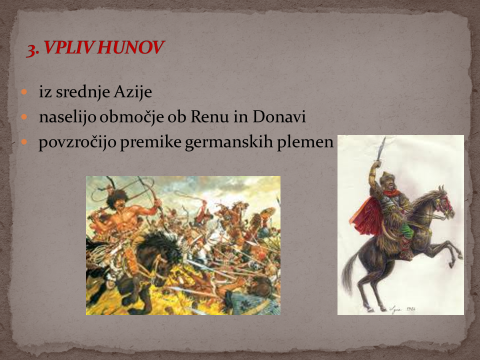 3. VPLIV HUNOV
iz srednje Azije
naselijo območje ob Renu in Donavi
povzročijo premike germanskih plemen